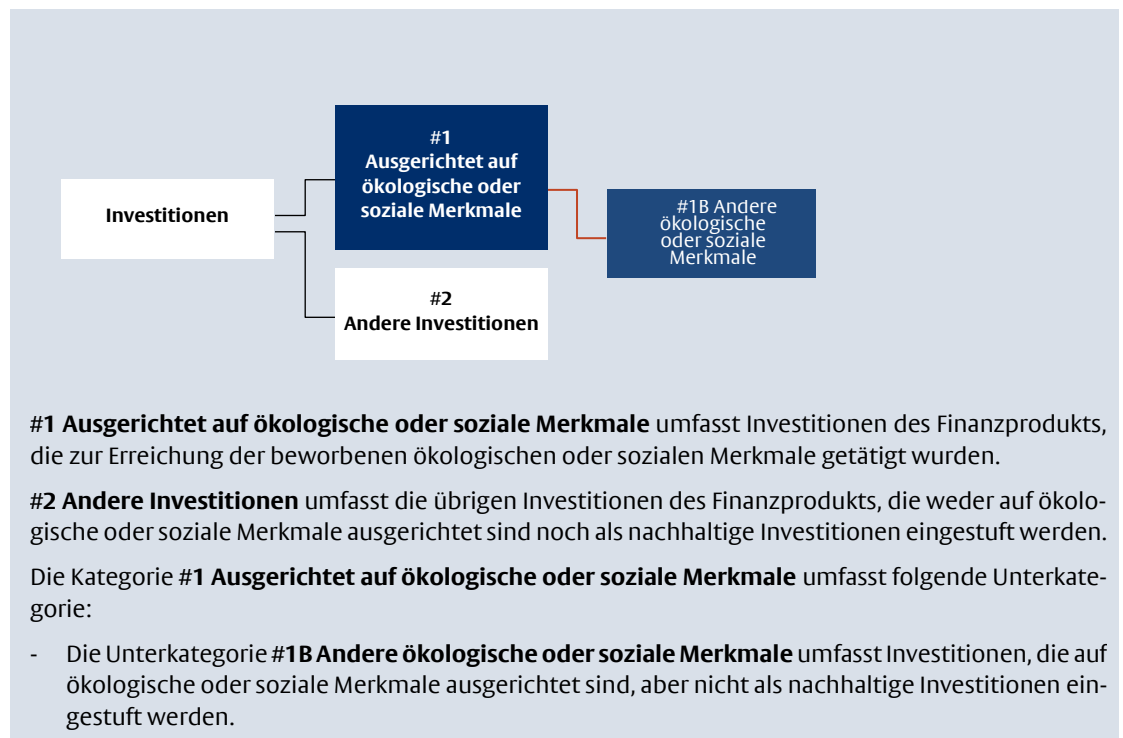 #1
Ausgerichtet auf
ökologische oder
soziale Merkmale
Investitionen
#1B Andere
ökologische
oder soziale
Merkmale
#2
Andere Investitionen
#1 Ausgerichtet auf ökologische oder soziale Merkmale umfasst Investitionen des Finanzprodukts,
die zur Erreichung der beworbenen ökologischen oder sozialen Merkmale getätigt wurden.
#2 Andere Investitionen umfasst die übrigen Investitionen des Finanzprodukts, die weder auf ökolo-
gische oder soziale Merkmale ausgerichtet sind noch als nachhaltige Investitionen eingestuft werden.
Die Kategorie #1 Ausgerichtet auf ökologische oder soziale Merkmale umfasst folgende Unterkate-
gorie:
- Die Unterkategorie #1B Andere ökologische oder soziale Merkmale umfasst Investitionen, die auf
ökologische oder soziale Merkmale ausgerichtet sind, aber nicht als nachhaltige Investitionen ein-
gestuft werden.